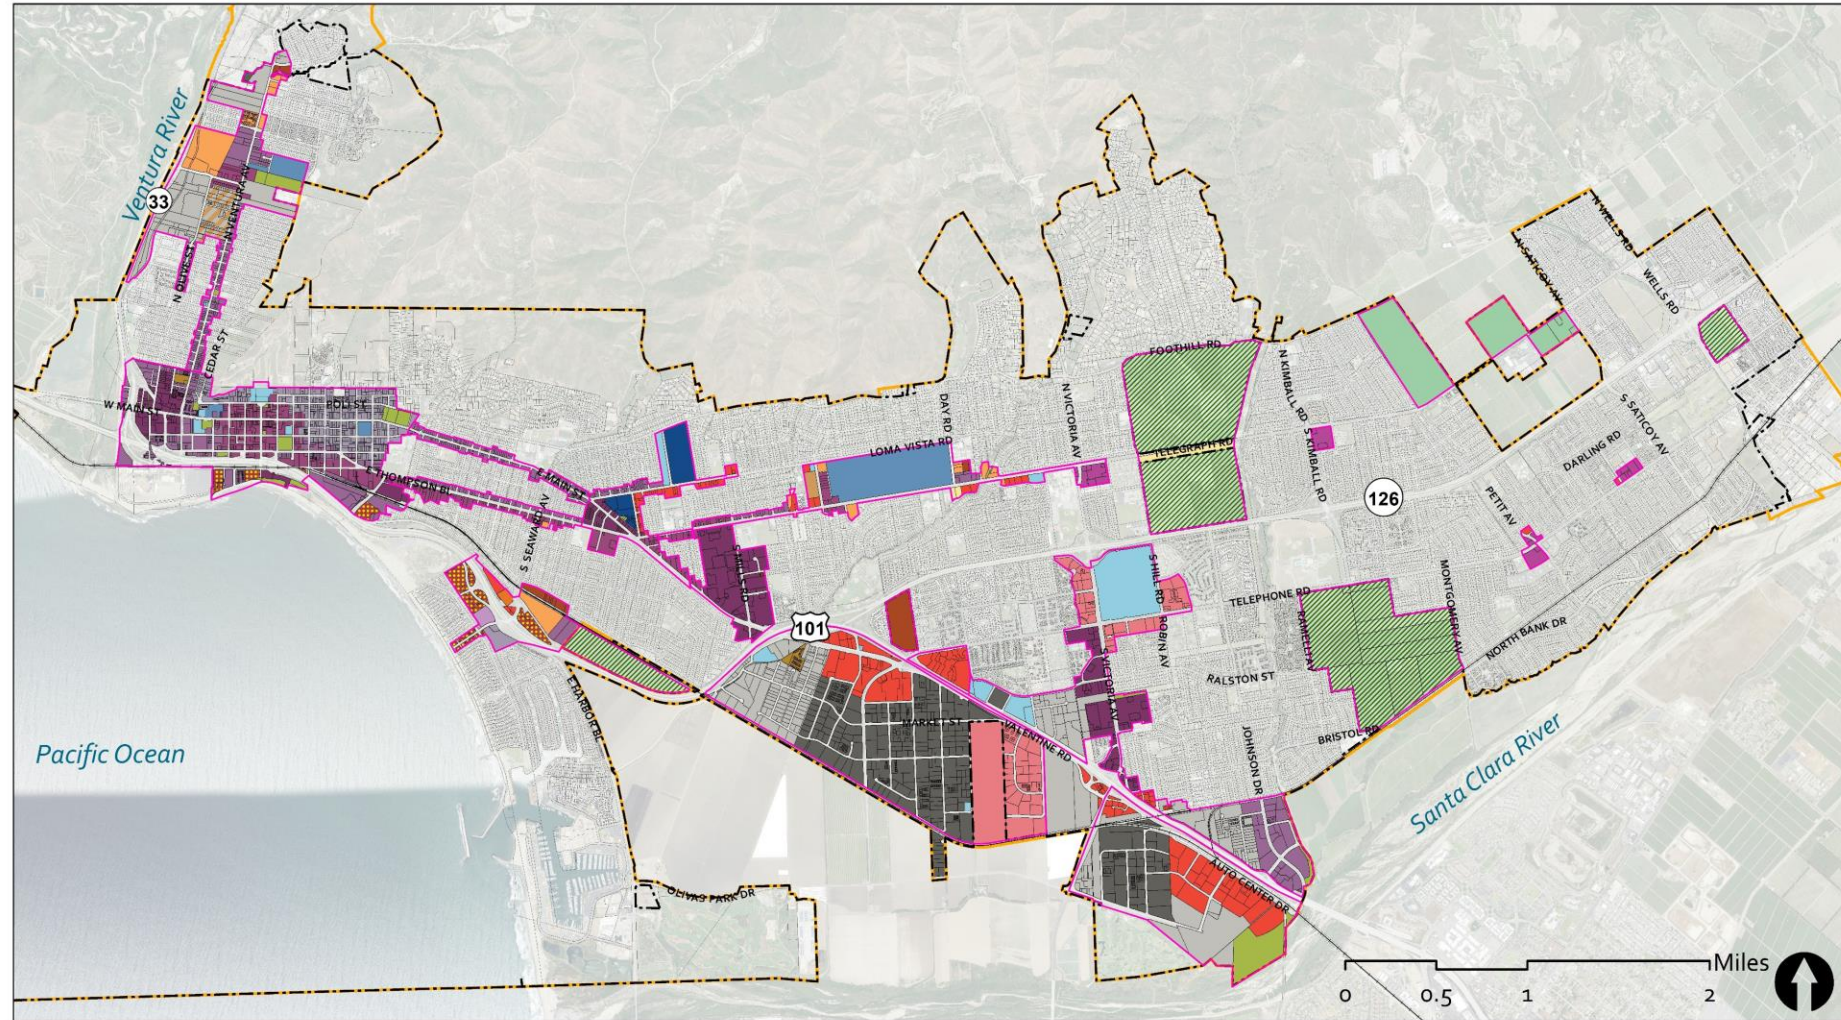 Ventura River
33
N OLIVE ST
N VENTURA AV
CEDAR ST
W MAIN ST
POLI ST
E THOMPSON BL
E MAIN ST
S SEAWARD AV
LOMA VISTA RD
DAY RD
N VICTORIA AV
FOOTHILL RD
TELEGRAPH RD
N KIMBALL RD
S KIMBALL RD
N SATICOY AV
N WELLS RD
WELLS RD
S SATICOY AV
DARLING RD
126
PETIT AV
S MILLS RD
101
S HILL RD
ROBIN AV
TELEPHONE RD
RAMELLI AV
MONTGOMERY AV
NORTH BANK DR
S VICTORIA AV
RALSTON ST
MARKET ST
VALENTINE RD
E HARBOR BL
BRISTOL RD
JOHNSON DR
Pacific Ocean
Santa Clara River
AUTO CENTER DR
OLIVAS PARK DR
Miles
0 0.5 1 2